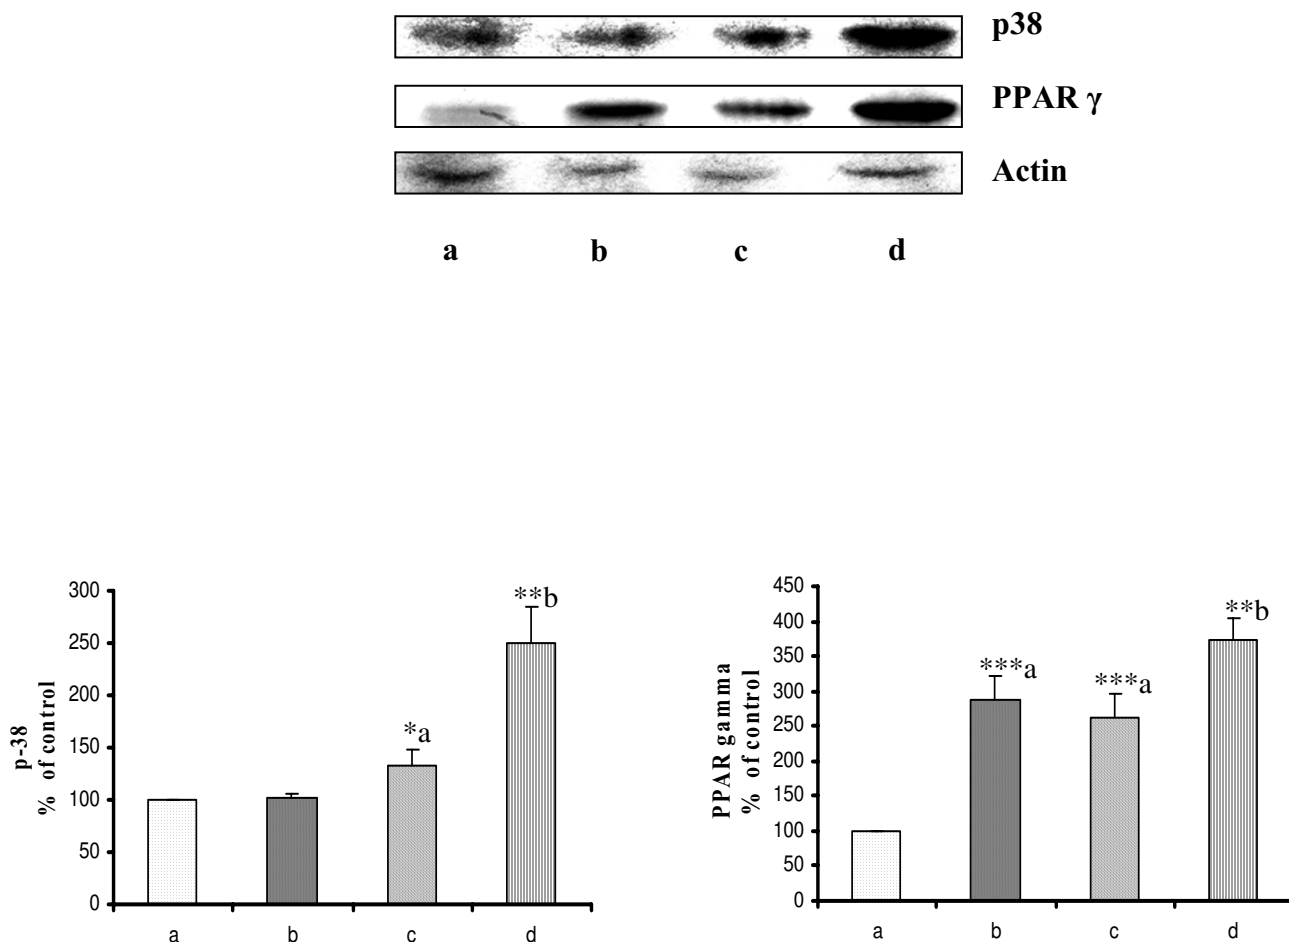 p38
PPAR γ
Actin
a b c d
p-38
% of control
300
250
200
150
100
50
0
*a
**b
a b c d
PPAR gamma
% of control
450
400
350
300
250
200
150
100
50
0
***a
***a
**b
a b c d